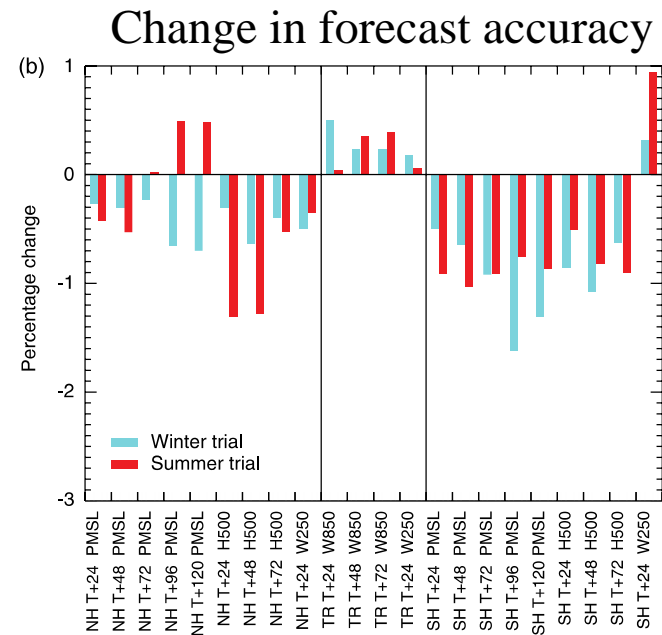 Change in forecast accuracy
(b)
1
0
-1
-2
-3
Percentage change
Winter trial
Summer trial
NH T+24 PMSL
NH T+48 PMSL
NH T+72 PMSL
NH T+96 PMSL
NH T+120 PMSL
NH T+24 H500
NH T+48 H500
NH T+72 H500
NH T+24 W250
TR T+24 W850
TR T+48 W850
TR T+72 W850
TR T+24 W250
SH T+24 PMSL
SH T+48 PMSL
SH T+72 PMSL
SH T+96 PMSL
SH T+120 PMSL
SH T+24 H500
SH T+48 H500
SH T+72 H500
SH T+24 W250